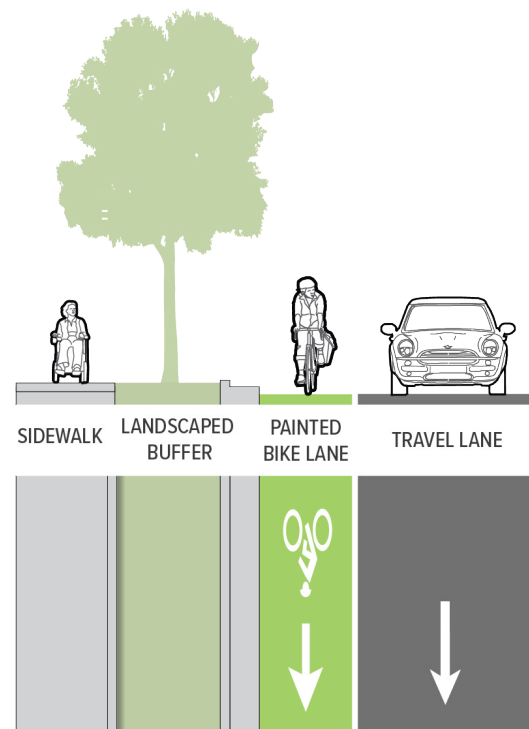 SIDEWALK
LANDSCAPED
BUFFER
PAINTED
BIKE LANE
TRAVEL LANE